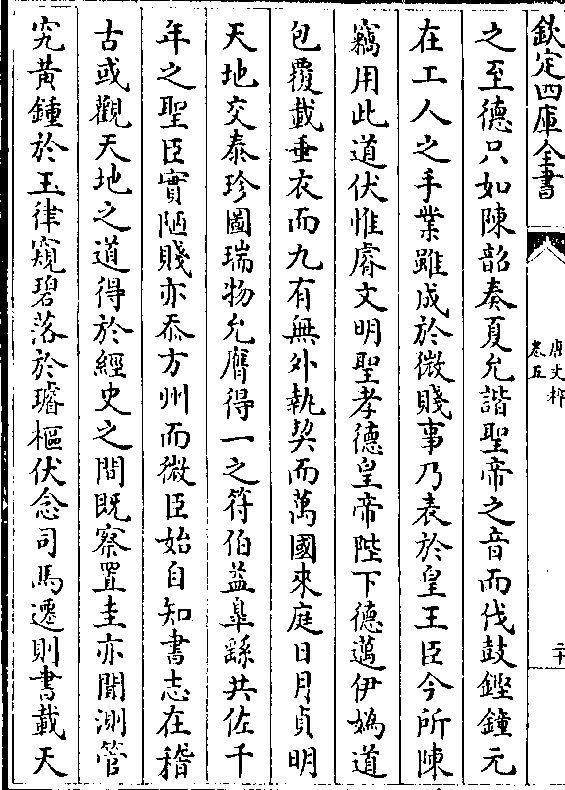 欽定四庫全書
唐文粹
卷五
二十
之至德只如陳韶奏夏允諧聖帝之音而伐鼓鏗鐘元
在工人之手業雖成於微賤事乃表於皇王臣今所陳
竊用此道伏惟睿文明聖孝德皇帝陛下德邁伊媯道
包覆載垂衣而九有無外執契而萬國來庭日月貞明
天地交泰珍圖瑞物允膺得一之符伯益臯繇共佐千
年之聖臣實陋賤亦忝方州而微臣始自知書志在稽
古或觀天地之道得於經史之間既察置圭亦聞測管
究黃鍾於玉律窺碧落於璿樞伏念司馬遷則書載天